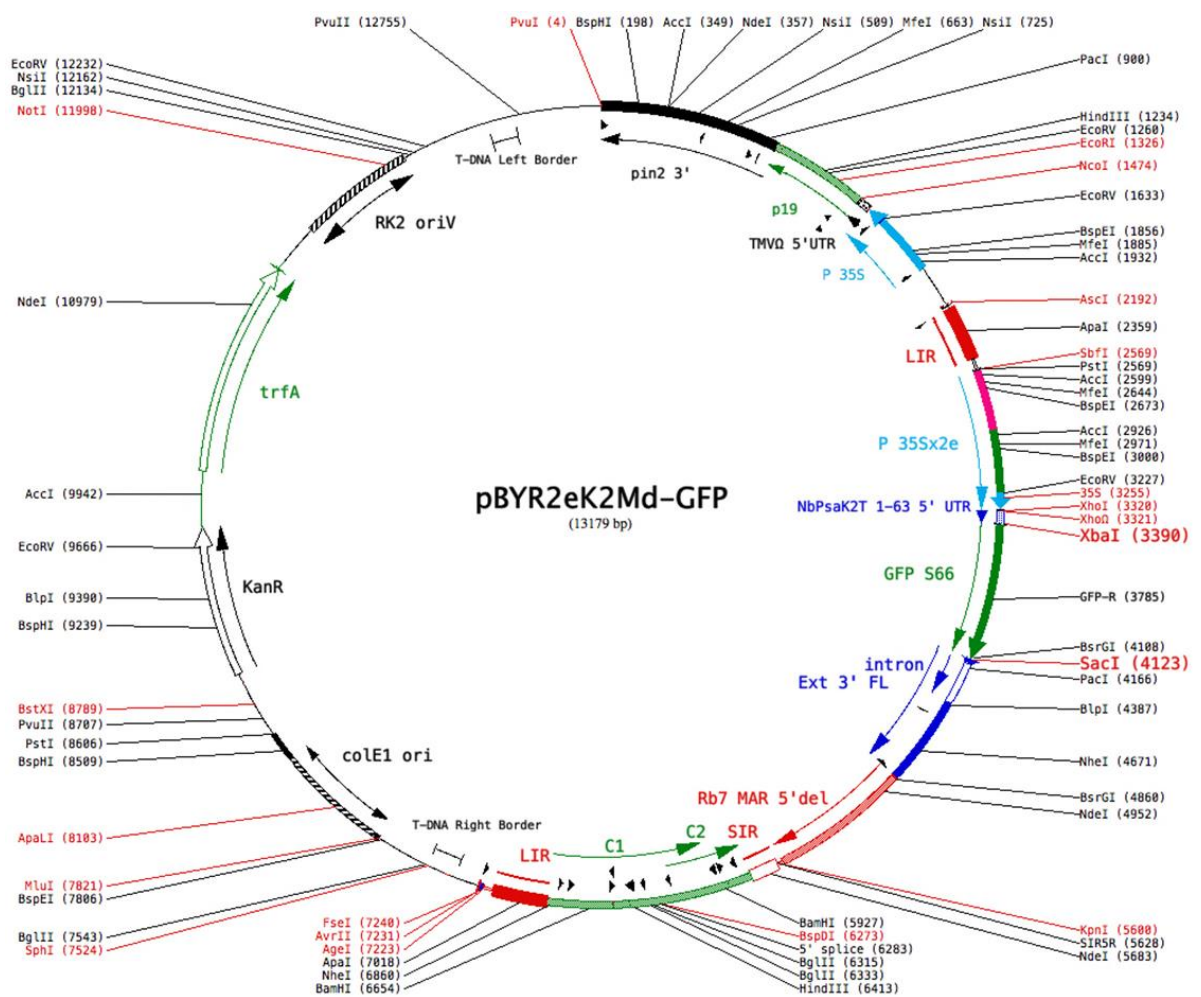 PvuII (12755)
PvuI (4)
BspHI (198)
AccI (349)
NdeI (357)
NsiI (509)
MfeI (663)
NsiI (725)
PacI (900)
HindIII (1234)
EcoRV (1260)
EcoRI (1326)
NcoI (1474)
EcoRV (1633)
BspEI (1856)
MfeI (1885)
AccI (1932)
AscI (2192)
ApaI (2359)
SbfI (2569)
PstI (2569)
AccI (2599)
MfeI (2644)
BspEI (2673)
AccI (2926)
MfeI (2971)
BspEI (3000)
EcoRV (3227)
35S (3255)
XhoI (3320)
XhoΩ (3321)
XbaI (3390)
GFP-R (3785)
BsrGI (4108)
SacI (4123)
PacI (4166)
BlpI (4387)
NheI (4671)
BsrGI (4860)
NdeI (4952)
KpnI (5600)
SIR5R (5628)
NdeI (5683)
BamHI (5927)
BspDI (6273)
5' splice (6283)
BglII (6315)
BglII (6333)
HindIII (6413)
FseI (7240)
AvrII (7231)
AgeI (7223)
ApaI (7018)
NheI (6860)
BamHI (6654)
EcoRV (12232)
NsiI (12162)
BglII (12134)
NotI (11998)
NdeI (10979)
AccI (9942)
EcoRV (9666)
BlpI (9390)
BspHI (9239)
BstXI (8789)
PvuII (8707)
PstI (8606)
BspHI (8509)
ApaLI (8103)
MluI (7821)
BspEI (7806)
BglII (7543)
SphI (7524)
T-DNA Left Border
pin2 3'
p19
TMVΩ 5'UTR
P 35S
LIR
P 35Sx2e
NbPsaK2T 1-63 5' UTR
GFP S66
intron
Ext 3' FL
Rb7 MAR 5'del
SIR
C2
C1
LIR
T-DNA Right Border
colE1 ori
KanR
trfA
RK2 oriV
pBYR2eK2Md-GFP
(13179 bp)